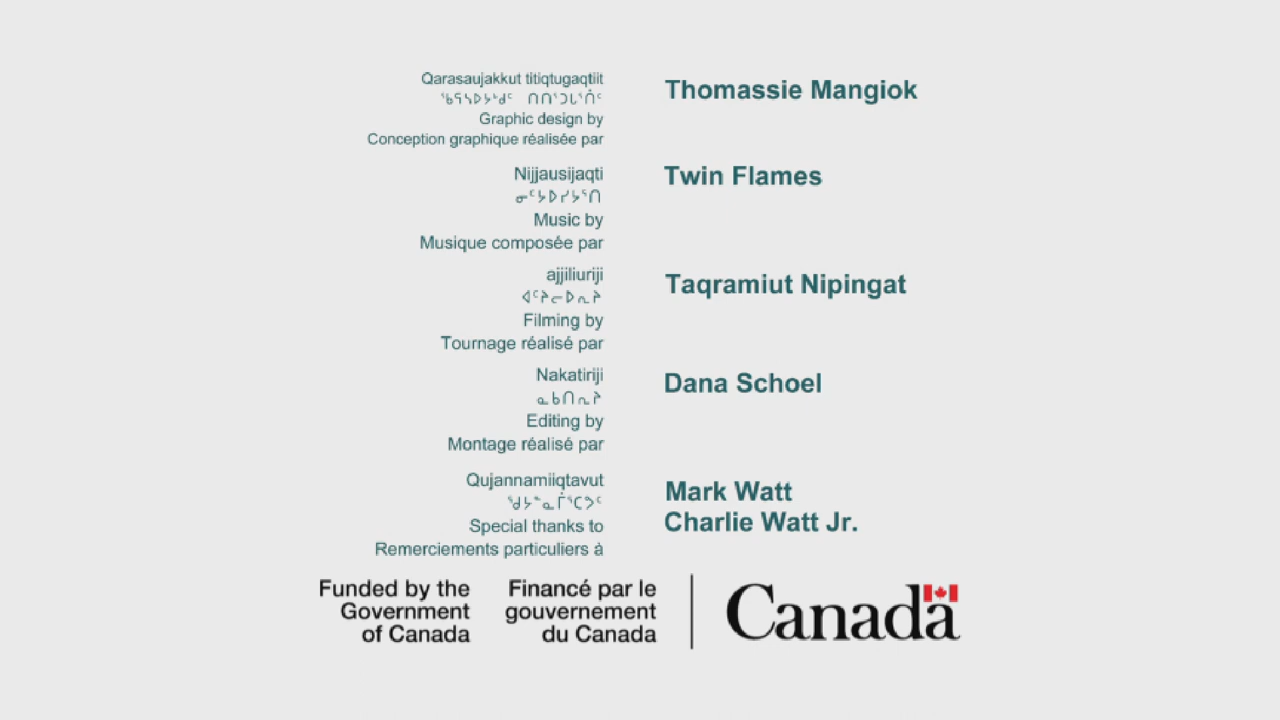 Qarasaujakkut titiqtugaqtiit
ᖃᕋᓴᐅᔭᒃᑯᑦ ᑎᑎᖅᑐᒐᖅᑏᑦ
Graphic design by
Conception graphique réalisée par
Thomassie Mangiok
Nijjausijaqti
ᓂᑦᔭᐅᓯᔭᕐᑎ
Music by
Musique composée par
Twin Flames
ajjiliuriji
ᐊᑦᔨᓕᐅᕆᔨ
Filming by
Tournage réalisé par
Taqramiut Nipingat
Nakatiriji
ᓇᑲᑎᕆᔨ
Editing by
Montage réalisé par
Dana Schoel
Qujannamiiqtavut
ᖁᔭᓐᓇᒦᖅᑕᕗᑦ
Special thanks to
Remerciements particuliers à
Mark Watt
Charlie Watt Jr.
Funded by the
Government
of Canada
Financé par le
gouvernement
du Canada
Canada